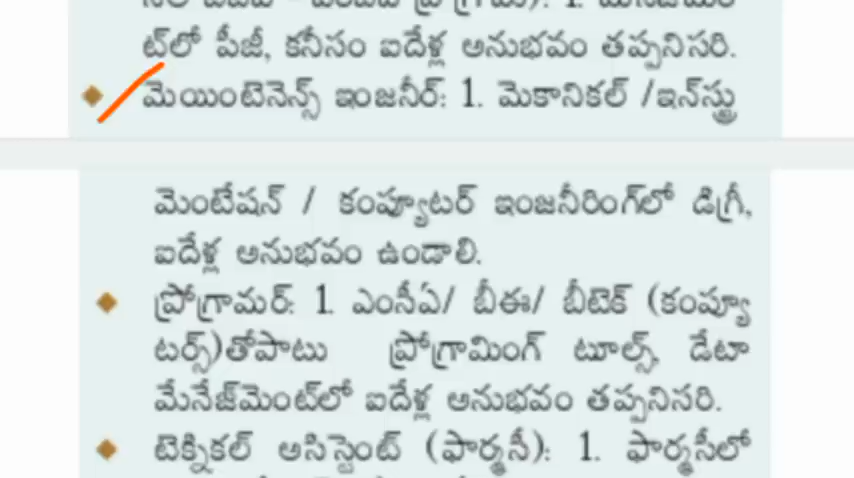 ట్‌లో పీజీ, కనీసం ఐదేళ్ల అనుభవం తప్పనిసరి.
మెయింటెనెన్స్ ఇంజనీర్: 1. మెకానికల్ /ఇన్‌స్ట్రు
మెంటేషన్ / కంప్యూటర్ ఇంజనీరింగ్‌లో డిగ్రీ,
ఐదేళ్ల అనుభవం ఉండాలి.
ప్రోగ్రామర్: 1. ఎంసీఏ/ బీఈ/ బీటెక్ (కంప్యూ
టర్స్)తోపాటు ప్రోగ్రామింగ్ టూల్స్, డేటా
మేనేజ్‌మెంట్‌లో ఐదేళ్ల అనుభవం తప్పనిసరి.
టెక్నికల్ అసిస్టెంట్ (ఫార్మసీ): 1. ఫార్మసీలో